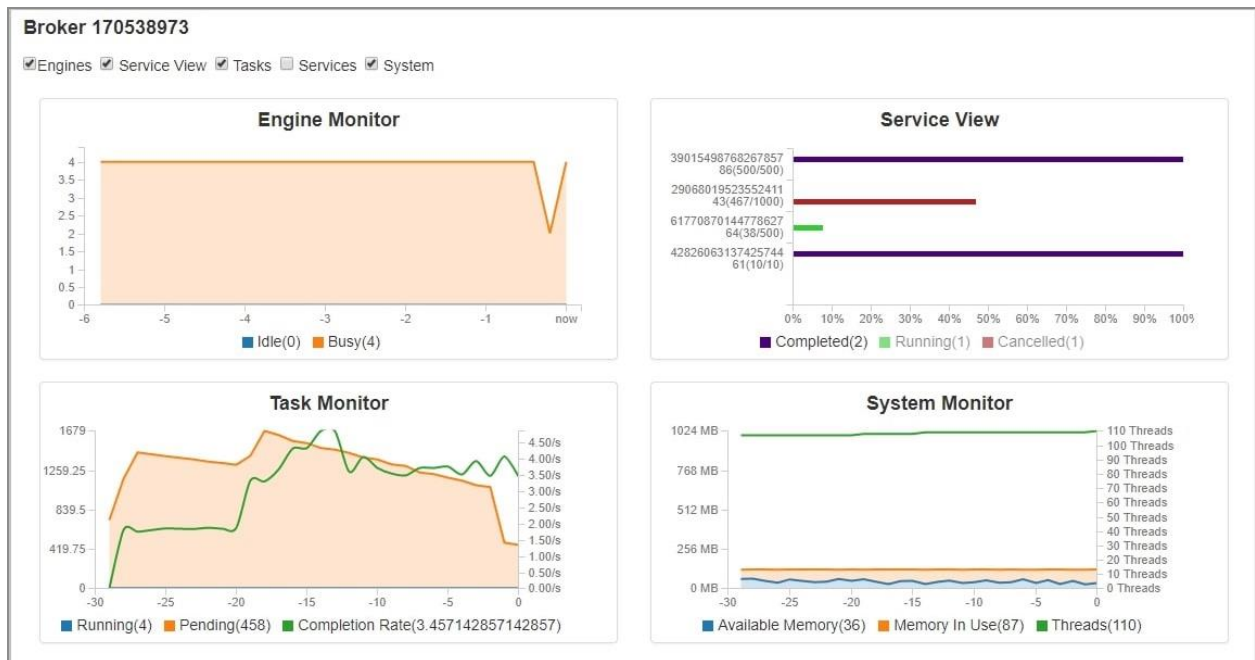 Broker 170538973
Engines Service View Tasks Services System
Engine Monitor
4
3.5
3
2.5
2
1.5
1
0.5
0
-6 -5 -4 -3 -2 -1 now
Idle(0) Busy(4)
Service View
39015498768267857
86(500/500)
29068019523552411
43(467/1000)
61770870144778627
64(38/500)
42826063137425744
61(10/10)
0% 10% 20% 30% 40% 50% 60% 70% 80% 90% 100%
Completed(2) Running(1) Cancelled(1)
Task Monitor
1679
1259.25
839.5
419.75
0
4.50/s
4.00/s
3.50/s
3.00/s
2.50/s
2.00/s
1.50/s
1.00/s
0.50/s
0.00/s
-30 -25 -20 -15 -10 -5 0
Running(4) Pending(458) Completion Rate(3.457142857142857)
System Monitor
1024 MB
768 MB
512 MB
256 MB
0 MB
110 Threads
100 Threads
90 Threads
80 Threads
70 Threads
60 Threads
50 Threads
40 Threads
30 Threads
20 Threads
10 Threads
0 Threads
-30 -25 -20 -15 -10 -5 0
Available Memory(36) Memory In Use(87) Threads(110)